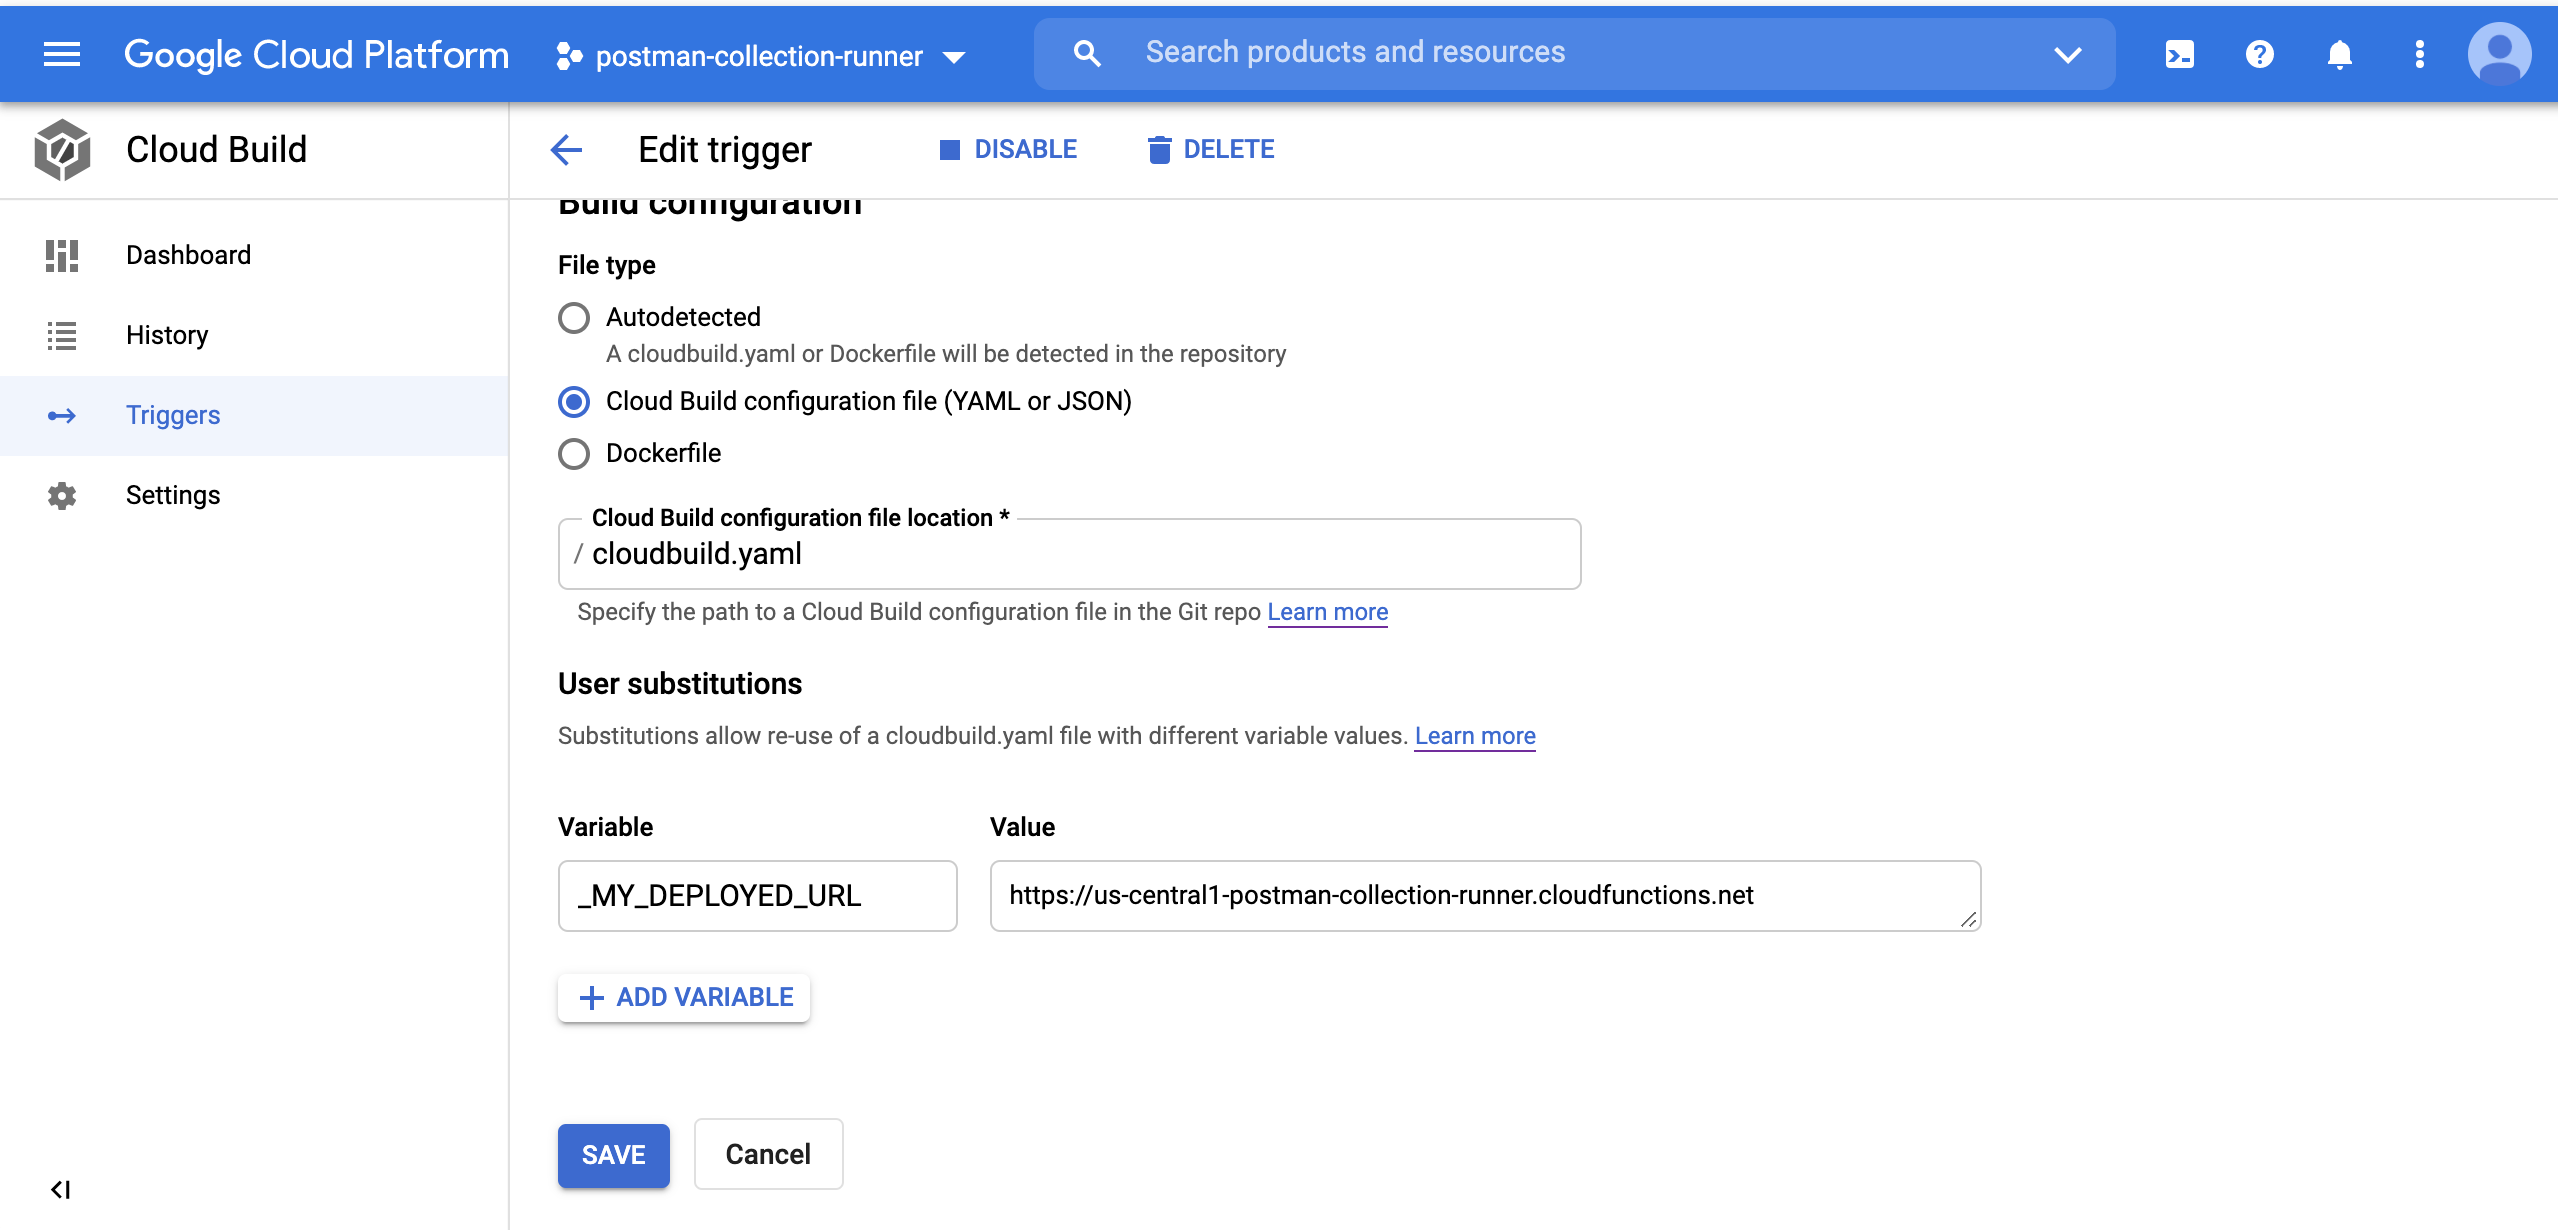 Google Cloud Platform
postman-collection-runner
Search products and resources
Cloud Build
Edit trigger
DISABLE
DELETE
Dashboard
History
Triggers
Settings
Build configuration
File type
Autodetected
A cloudbuild.yaml or Dockerfile will be detected in the repository
Cloud Build configuration file (YAML or JSON)
Dockerfile
Cloud Build configuration file location *
/ cloudbuild.yaml
Specify the path to a Cloud Build configuration file in the Git repo Learn more
User substitutions
Substitutions allow re-use of a cloudbuild.yaml file with different variable values. Learn more
Variable
Value
_MY_DEPLOYED_URL
https://us-central1-postman-collection-runner.cloudfunctions.net
ADD VARIABLE
SAVE
Cancel